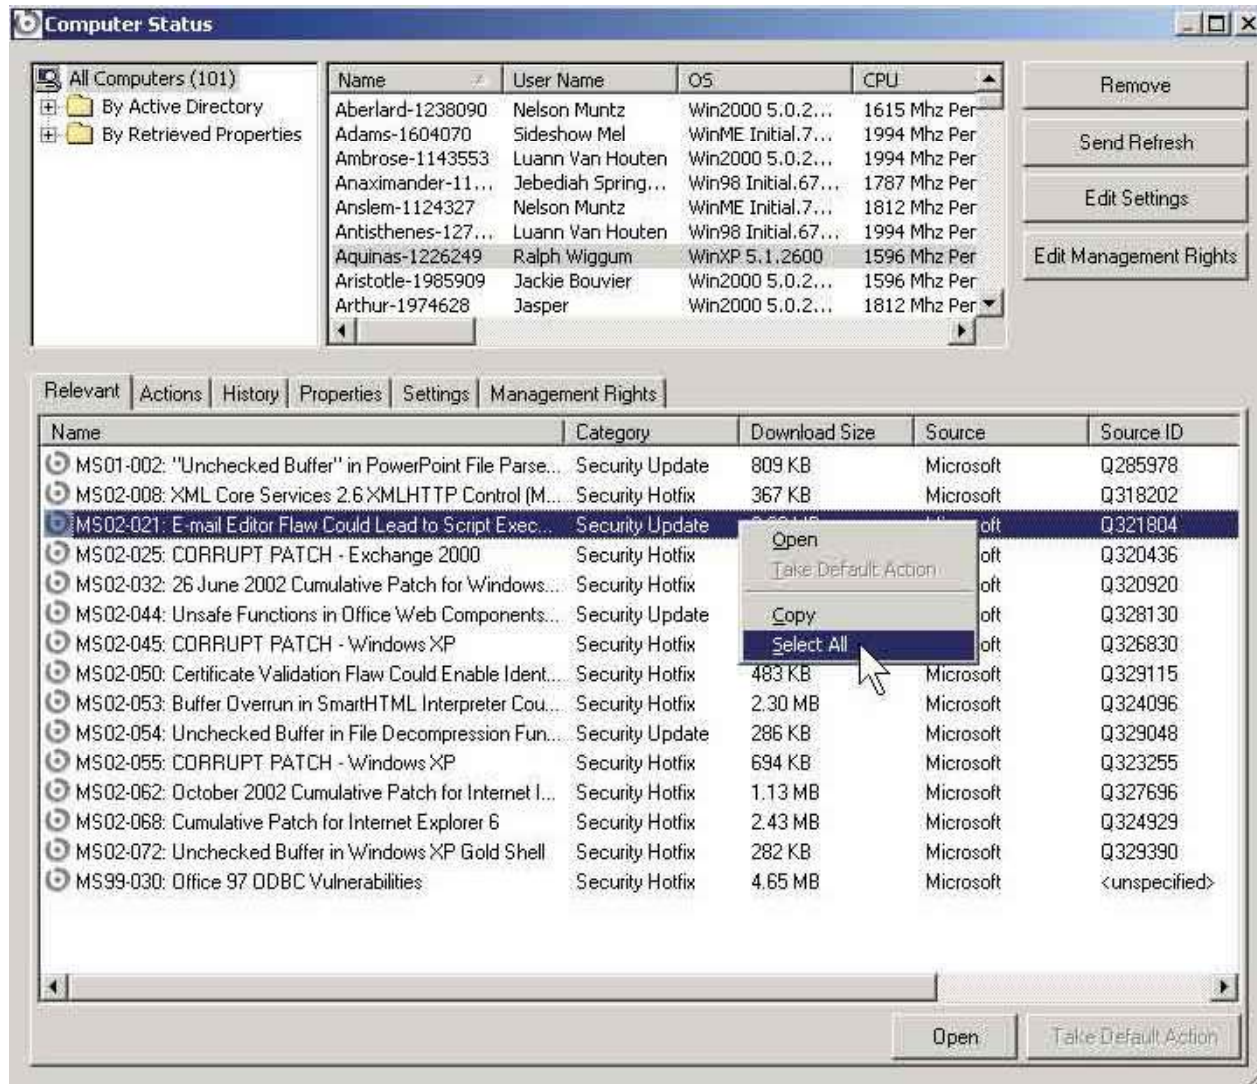 Computer Status
All Computers (101)
By Active Directory
By Retrieved Properties
Name User Name OS CPU
Aberlard-1238090 Nelson Muntz Win2000 5.0.2... 1615 Mhz Per
Adams-1604070 Sideshow Mel WinME Initial.7... 1994 Mhz Per
Ambrose-1143553 Luann Van Houten Win2000 5.0.2... 1994 Mhz Per
Anaximander-11... Jebediah Spring... Win98 Initial.67... 1787 Mhz Per
Anslem-1124327 Nelson Muntz WinME Initial.7... 1812 Mhz Per
Antisthenes-127... Luann Van Houten Win98 Initial.67... 1994 Mhz Per
Aquinas-1226249 Ralph Wiggum WinXP 5.1.2600 1596 Mhz Per
Aristotle-1985909 Jackie Bouvier Win2000 5.0.2... 1596 Mhz Per
Arthur-1974628 Jasper Win2000 5.0.2... 1812 Mhz Per
Remove
Send Refresh
Edit Settings
Edit Management Rights
Relevant Actions History Properties Settings Management Rights
Name Category Download Size Source Source ID
MS01-002: "Unchecked Buffer" in PowerPoint File Parse... Security Update 809 KB Microsoft Q285978
MS02-008: XML Core Services 2.6 XMLHTTP Control (M... Security Hotfix 367 KB Microsoft Q318202
MS02-021: E-mail Editor Flaw Could Lead to Script Exec... Security Update oft Q321804
MS02-025: CORRUPT PATCH - Exchange 2000 Security Hotfix oft Q320436
MS02-032: 26 June 2002 Cumulative Patch for Windows... Security Hotfix oft Q320920
MS02-044: Unsafe Functions in Office Web Components... Security Update oft Q328130
MS02-045: CORRUPT PATCH - Windows XP Security Hotfix oft Q326830
MS02-050: Certificate Validation Flaw Could Enable Ident... Security Hotfix 483 KB Microsoft Q329115
MS02-053: Buffer Overrun in SmartHTML Interpreter Cou... Security Hotfix 2.30 MB Microsoft Q324096
MS02-054: Unchecked Buffer in File Decompression Fun... Security Update 286 KB Microsoft Q329048
MS02-055: CORRUPT PATCH - Windows XP Security Hotfix 694 KB Microsoft Q323255
MS02-062: October 2002 Cumulative Patch for Internet I... Security Hotfix 1.13 MB Microsoft Q327696
MS02-068: Cumulative Patch for Internet Explorer 6 Security Hotfix 2.43 MB Microsoft Q324929
MS02-072: Unchecked Buffer in Windows XP Gold Shell Security Hotfix 282 KB Microsoft Q329390
MS99-030: Office 97 ODBC Vulnerabilities Security Hotfix 4.65 MB Microsoft <unspecified>
Open
Take Default Action
Copy
Select All
Open Take Default Action